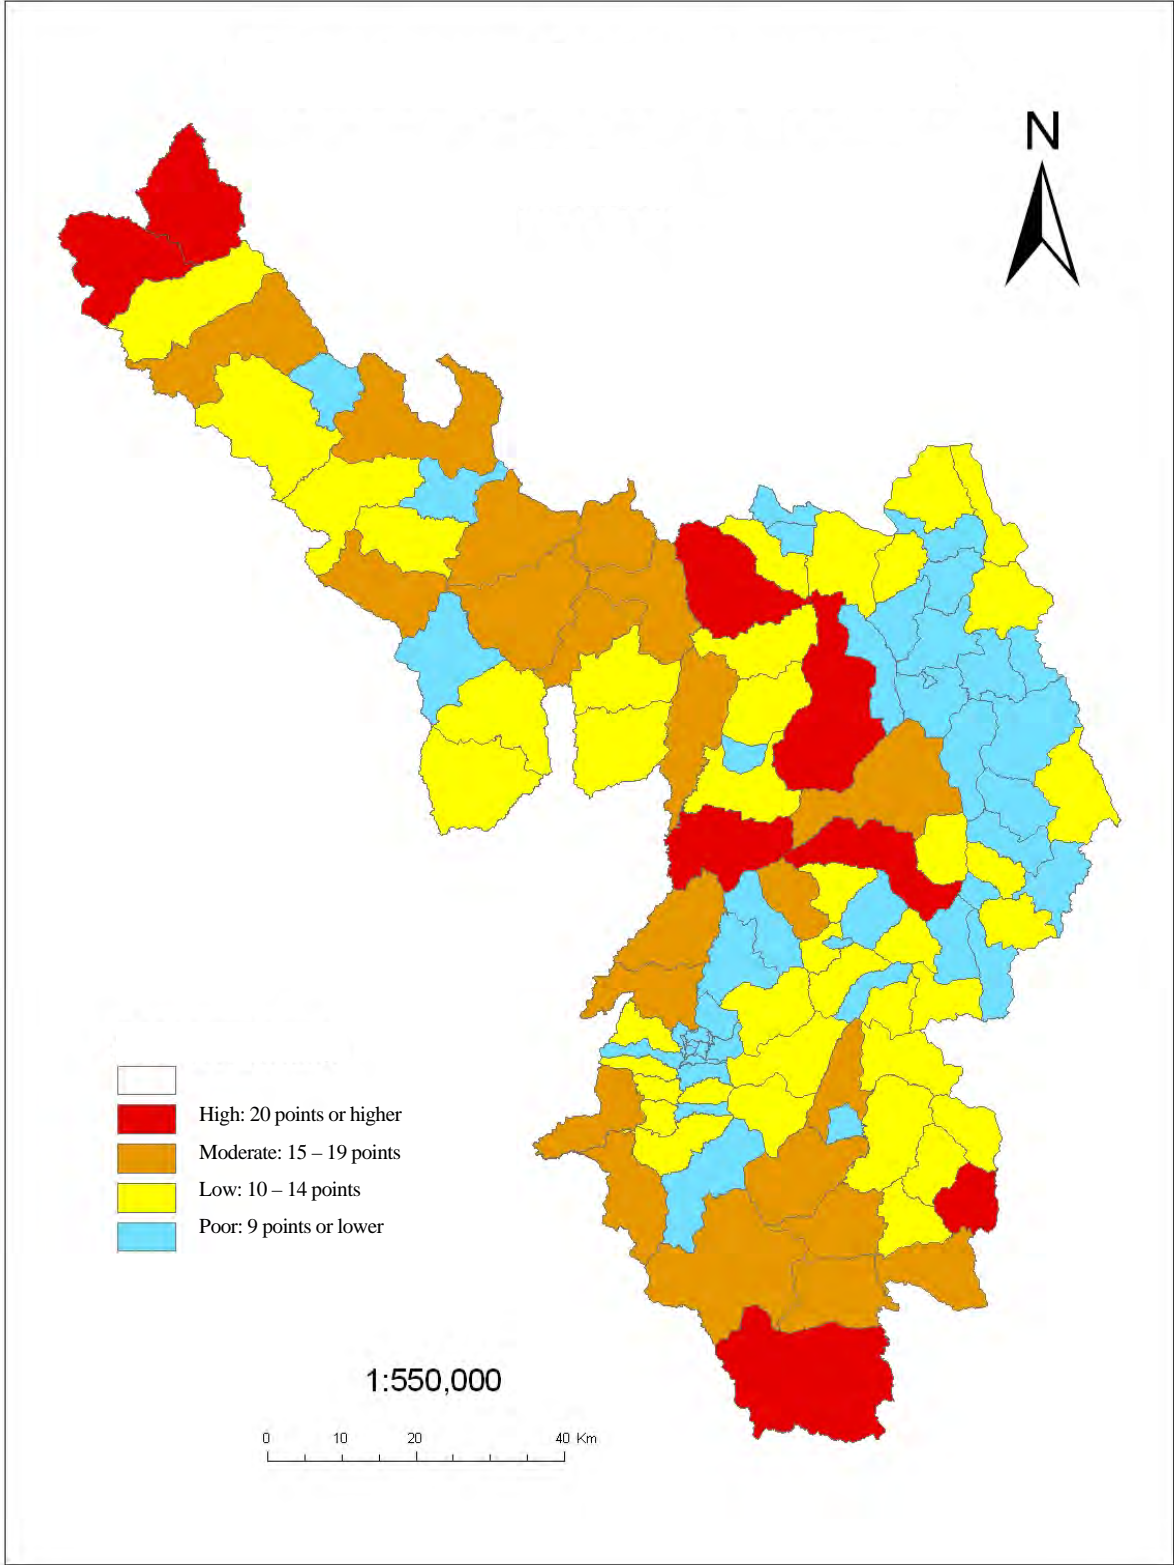 N
High: 20 points or higher
Moderate: 15 – 19 points
Low: 10 – 14 points
Poor: 9 points or lower
1:550,000
0 10 20 40 Km